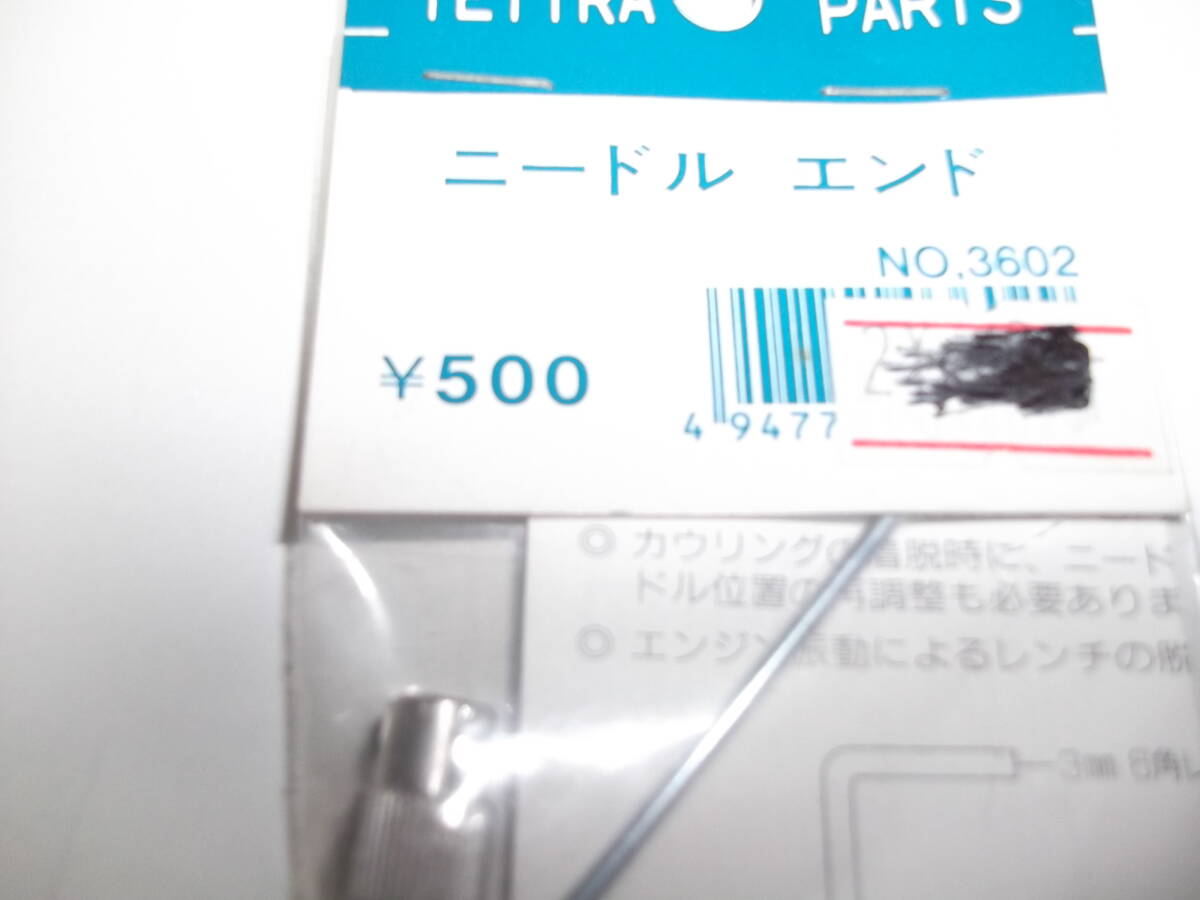 TETTRA PARTS
ニードル エンド
NO.3602
¥500
4 9477
◎ カウリングの着脱時に、ニード
ドル位置の再調整も必要ありま
◎ エンジン振動によるレンチの脱
3mm 6角レ